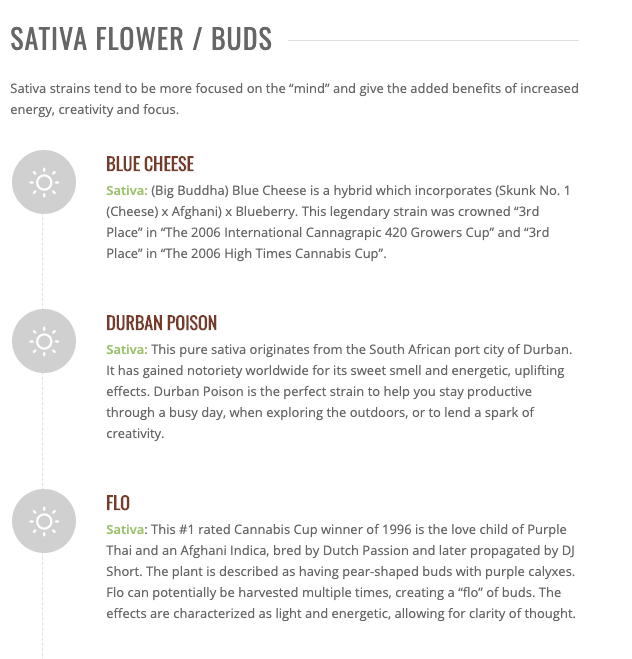 SATIVA FLOWER / BUDS
Sativa strains tend to be more focused on the “mind” and give the added benefits of increased
energy, creativity and focus.
BLUE CHEESE
Sativa: (Big Buddha) Blue Cheese is a hybrid which incorporates (Skunk No. 1
(Cheese) x Afghani) x Blueberry. This legendary strain was crowned “3rd
Place” in “The 2006 International Cannagrapic 420 Growers Cup” and “3rd
Place” in “The 2006 High Times Cannabis Cup”.
DURBAN POISON
Sativa: This pure sativa originates from the South African port city of Durban.
It has gained notoriety worldwide for its sweet smell and energetic, uplifting
effects. Durban Poison is the perfect strain to help you stay productive
through a busy day, when exploring the outdoors, or to lend a spark of
creativity.
FLO
Sativa: This #1 rated Cannabis Cup winner of 1996 is the love child of Purple
Thai and an Afghani Indica, bred by Dutch Passion and later propagated by DJ
Short. The plant is described as having pear-shaped buds with purple calyxes.
Flo can potentially be harvested multiple times, creating a “flo” of buds. The
effects are characterized as light and energetic, allowing for clarity of thought.